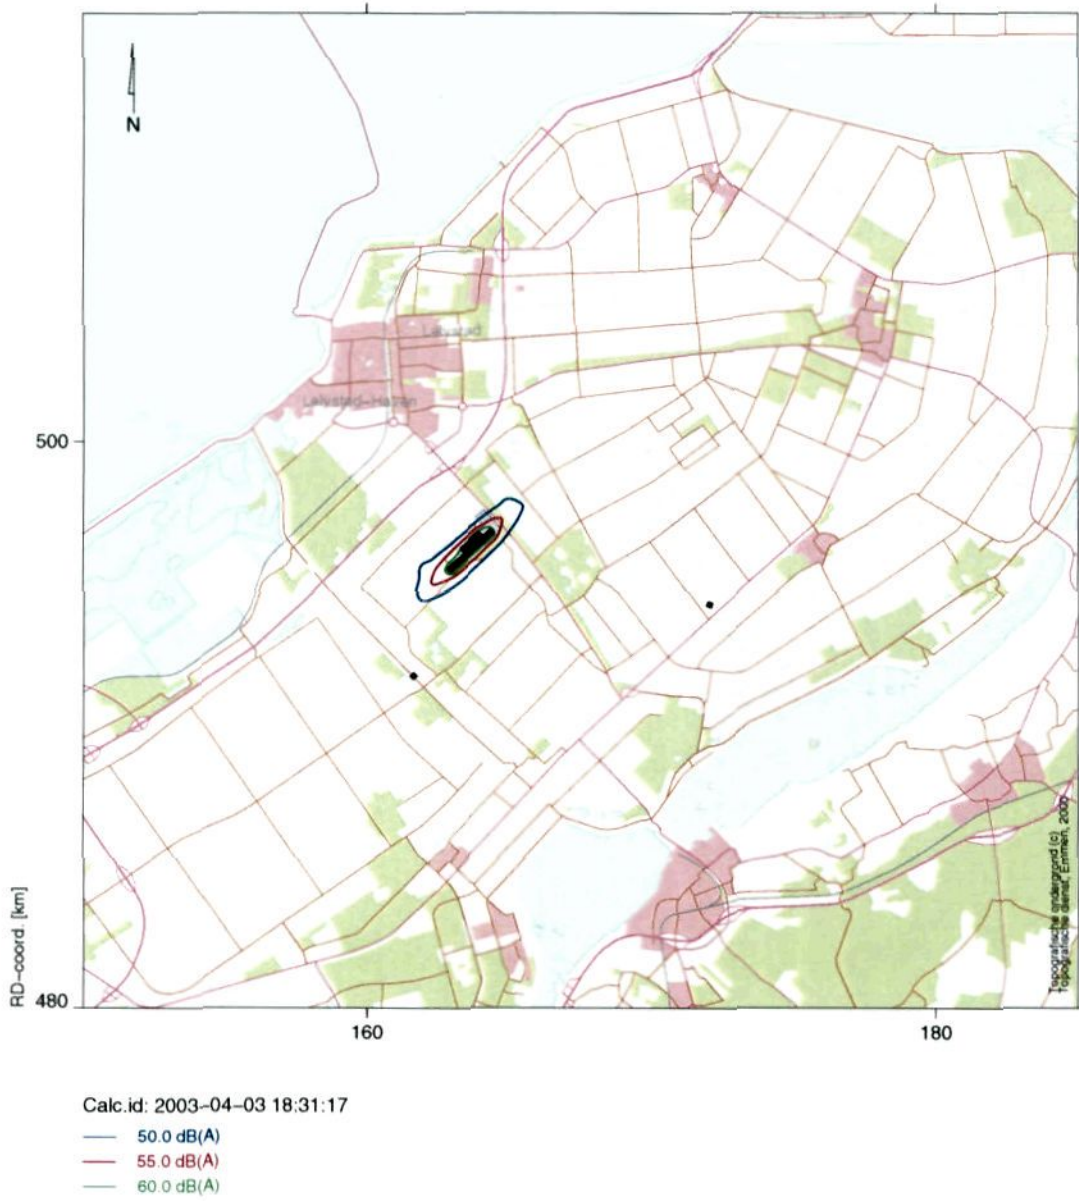 N
Lelystad
Lelystad-Haven
500
480
RD-coord. [km]
160
180
Topografische ondergrond (c)
Topografische dienst, Emmen, 2000
Calc.id: 2003-04-03 18:31:17
50.0 dB(A)
55.0 dB(A)
60.0 dB(A)